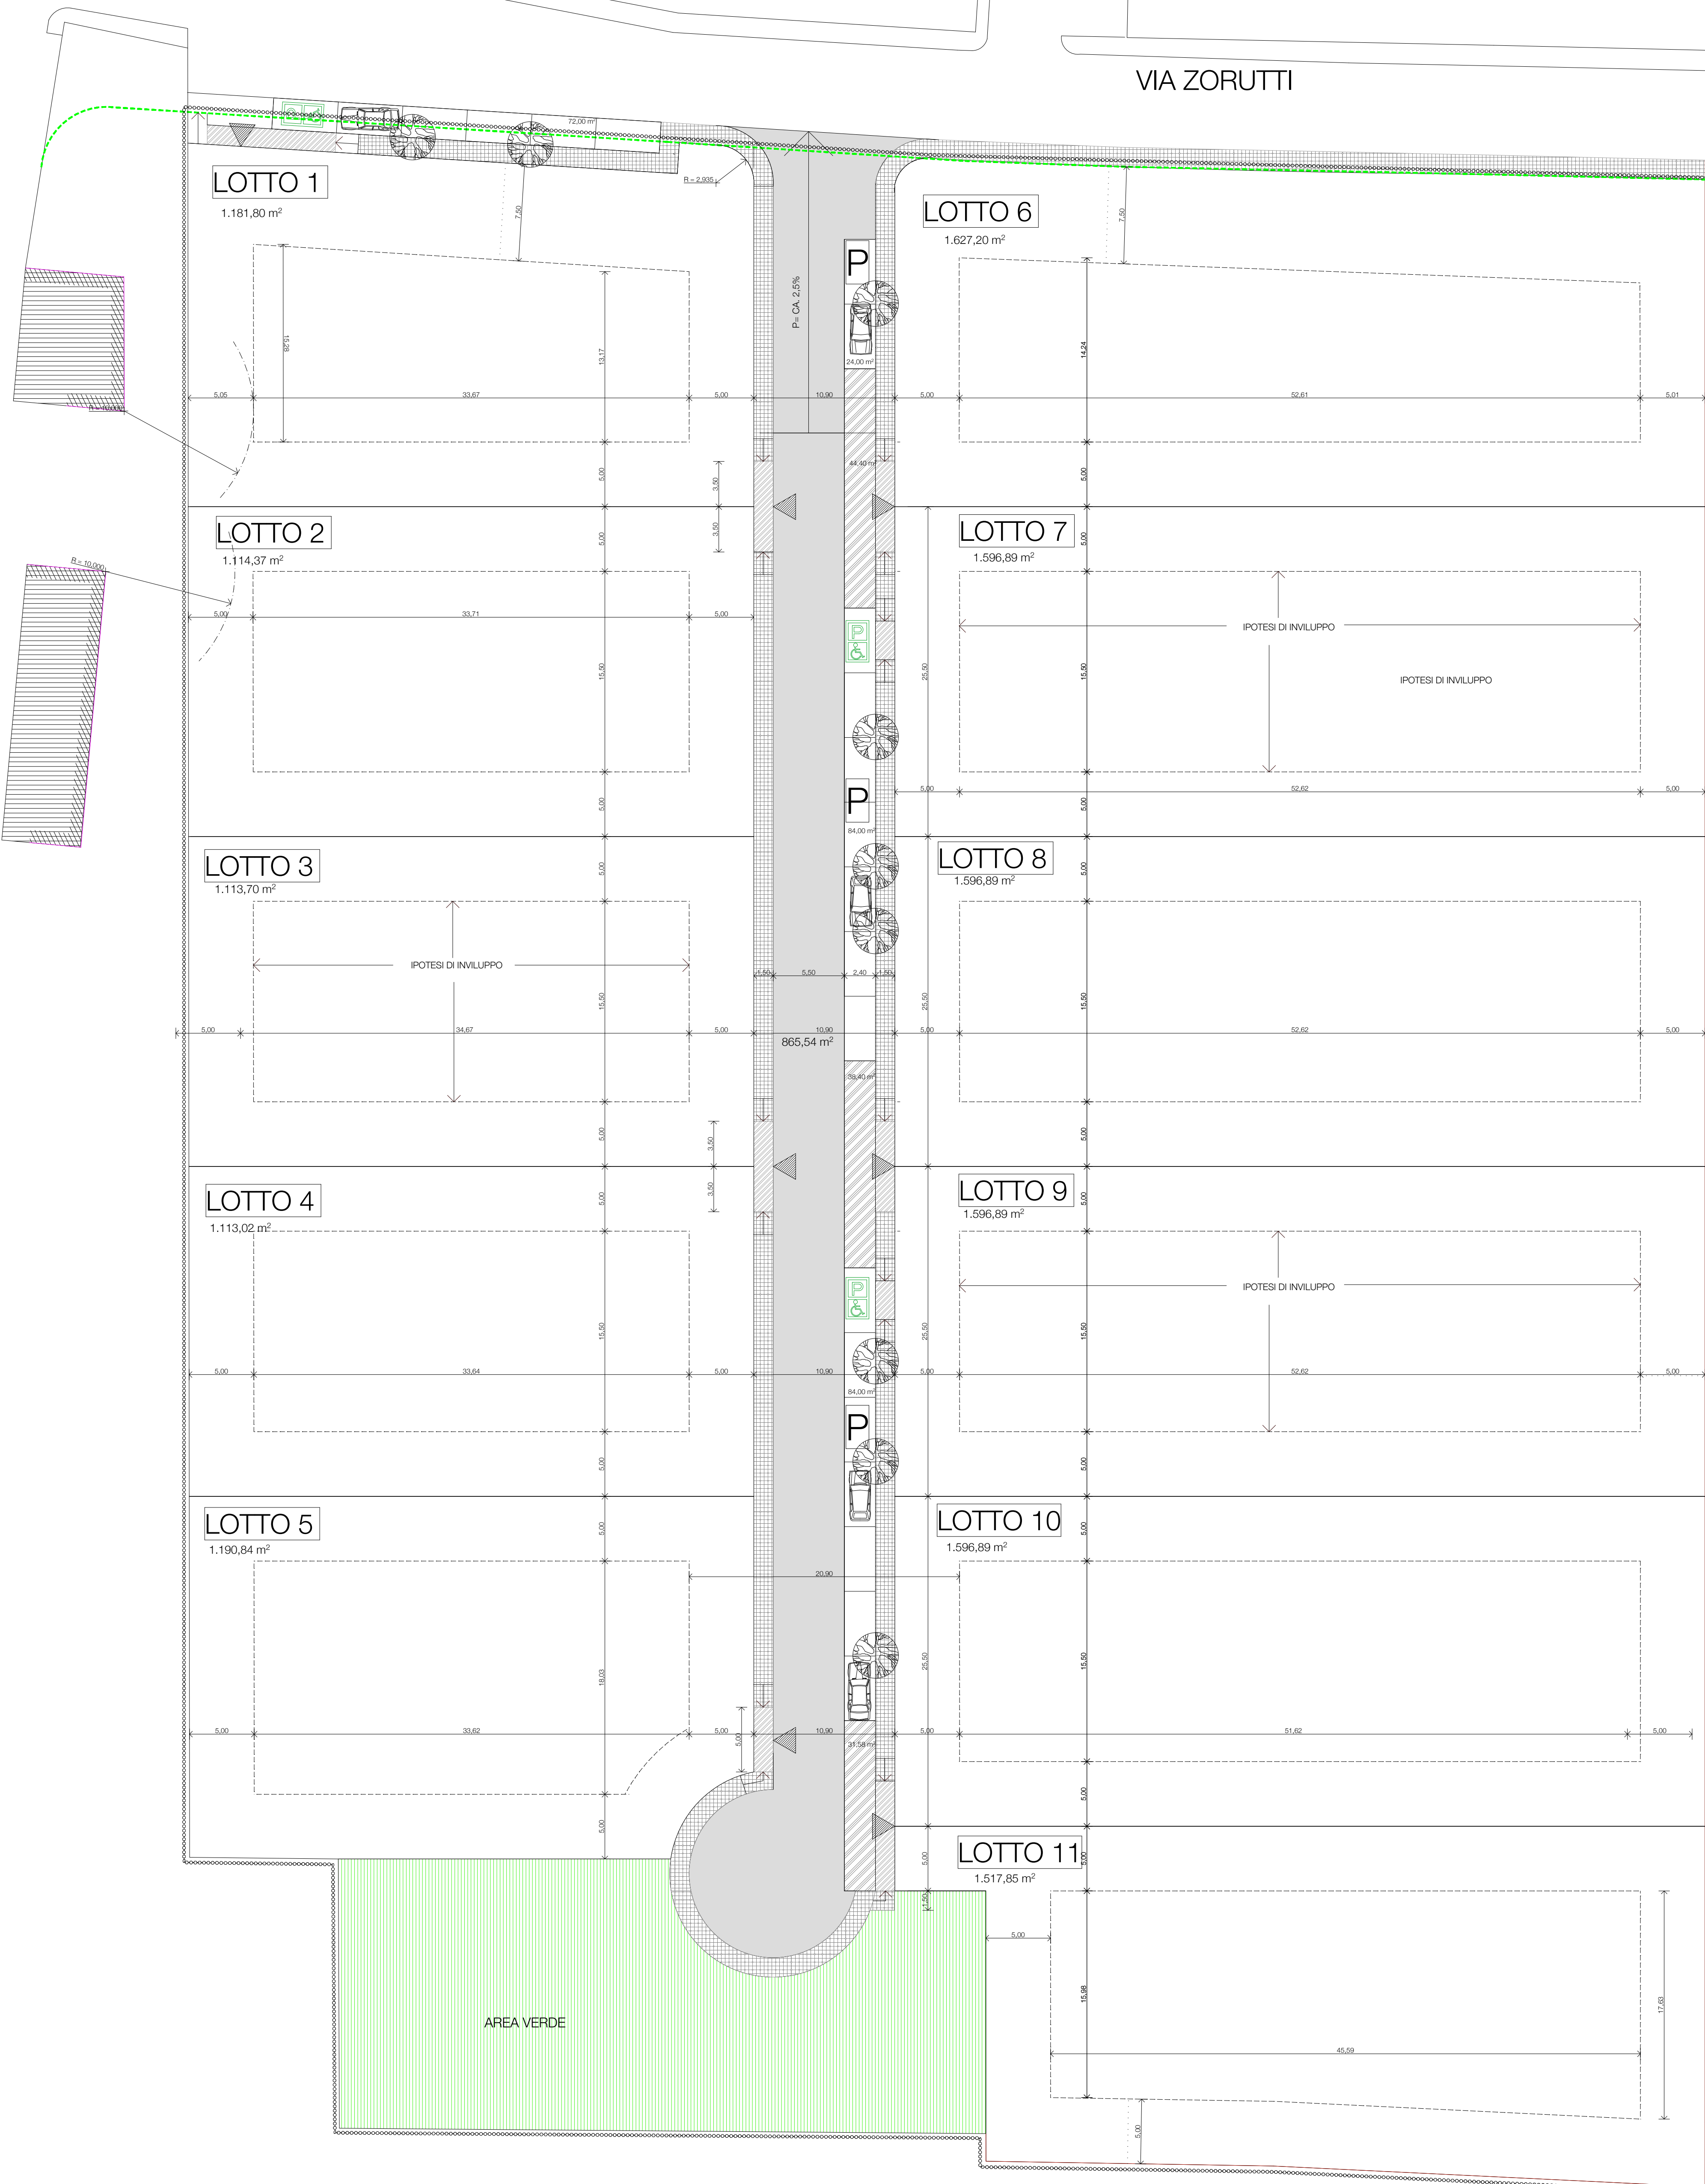 VIA ZORUTTI
72,00 m²
LOTTO 1
1.181,80 m²
R = 2,935
7,50
7,50
LOTTO 6
1.627,20 m²
P
P= CA. 2,5%
15,28
13,17
14,24
24,00 m²
5,05
33,67
5,00
10,90
5,00
52,61
5,01
44,40 m²
5,00
3,50
5,00
LOTTO 2
1.114,37 m²
5,00
3,50
LOTTO 7
1.596,89 m²
5,00
R = 10,000
5,00
33,71
5,00
P
IPOTESI DI INVILUPPO
15,50
25,50
15,50
IPOTESI DI INVILUPPO
5,00
52,62
5,00
P
5,00
5,00
84,00 m²
LOTTO 3
1.113,70 m²
5,00
LOTTO 8
1.596,89 m²
5,00
IPOTESI DI INVILUPPO
1,50
5,50
2,40
1,50
15,50
25,50
15,50
5,00
34,67
5,00
10,90
5,00
52,62
5,00
865,54 m²
38,40 m²
5,00
3,50
5,00
LOTTO 4
1.113,02 m²
5,00
3,50
LOTTO 9
1.596,89 m²
5,00
P
IPOTESI DI INVILUPPO
15,50
25,50
15,50
5,00
33,64
5,00
10,90
5,00
52,62
5,00
84,00 m²
P
5,00
5,00
LOTTO 5
1.190,84 m²
5,00
LOTTO 10
1.596,89 m²
5,00
20,90
18,03
25,50
15,50
5,00
33,62
5,00
5,00
10,90
5,00
51,62
5,00
31,58 m²
5,00
5,00
LOTTO 11
1.517,85 m²
5,00
5,00
1,50
5,00
15,98
17,63
AREA VERDE
45,59
5,00